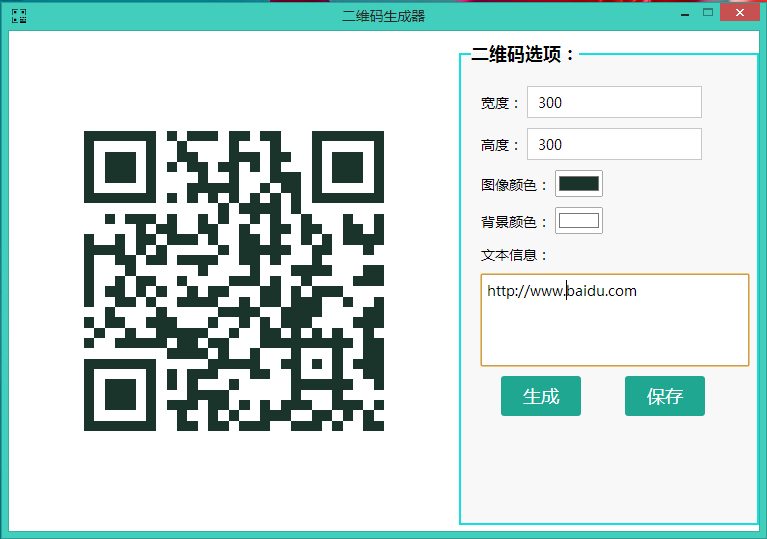 二维码生成器
二维码选项：
宽度： 300
高度： 300
图像颜色：
背景颜色：
文本信息：
http://www.baidu.com
生成 保存